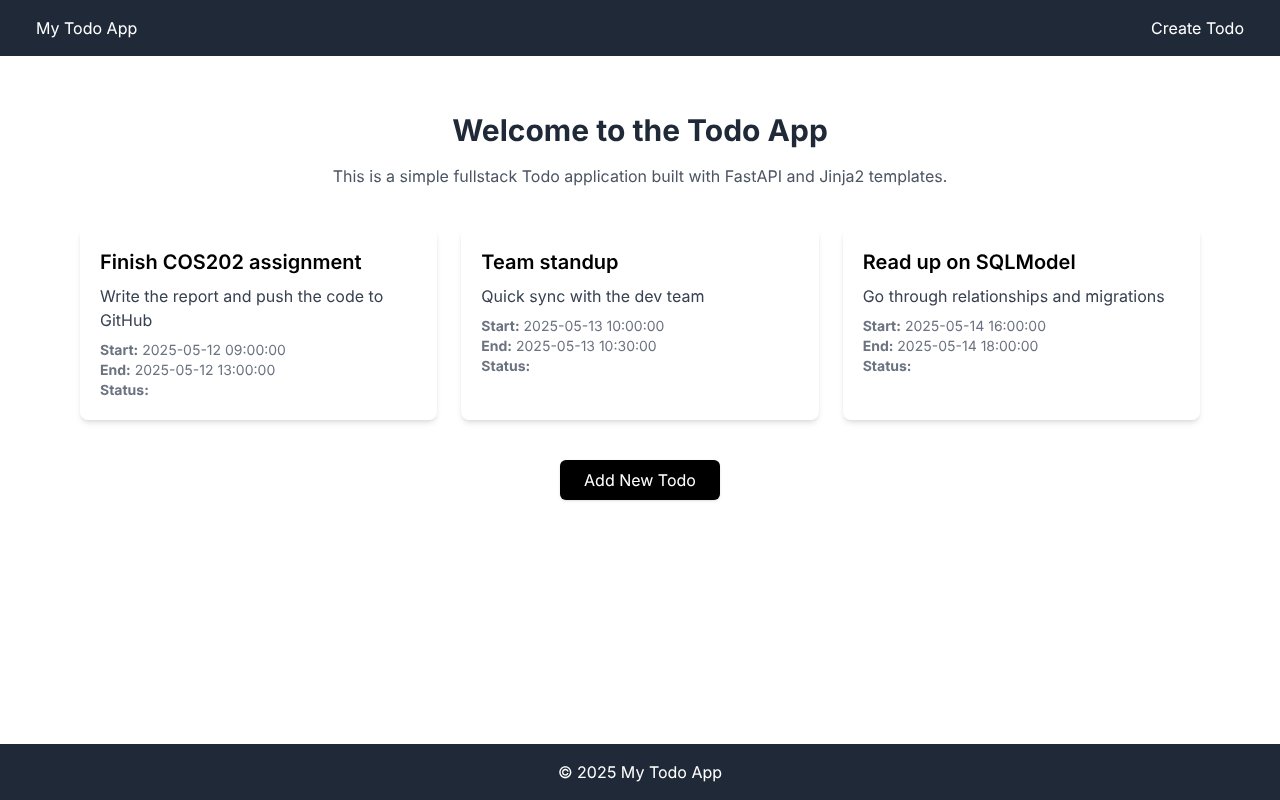 My Todo App
Create Todo
Welcome to the Todo App
This is a simple fullstack Todo application built with FastAPI and Jinja2 templates.
Finish COS202 assignment
Write the report and push the code to
GitHub
Start: 2025-05-12 09:00:00
End: 2025-05-12 13:00:00
Status:
Team standup
Quick sync with the dev team
Start: 2025-05-13 10:00:00
End: 2025-05-13 10:30:00
Status:
Read up on SQLModel
Go through relationships and migrations
Start: 2025-05-14 16:00:00
End: 2025-05-14 18:00:00
Status:
Add New Todo
© 2025 My Todo App